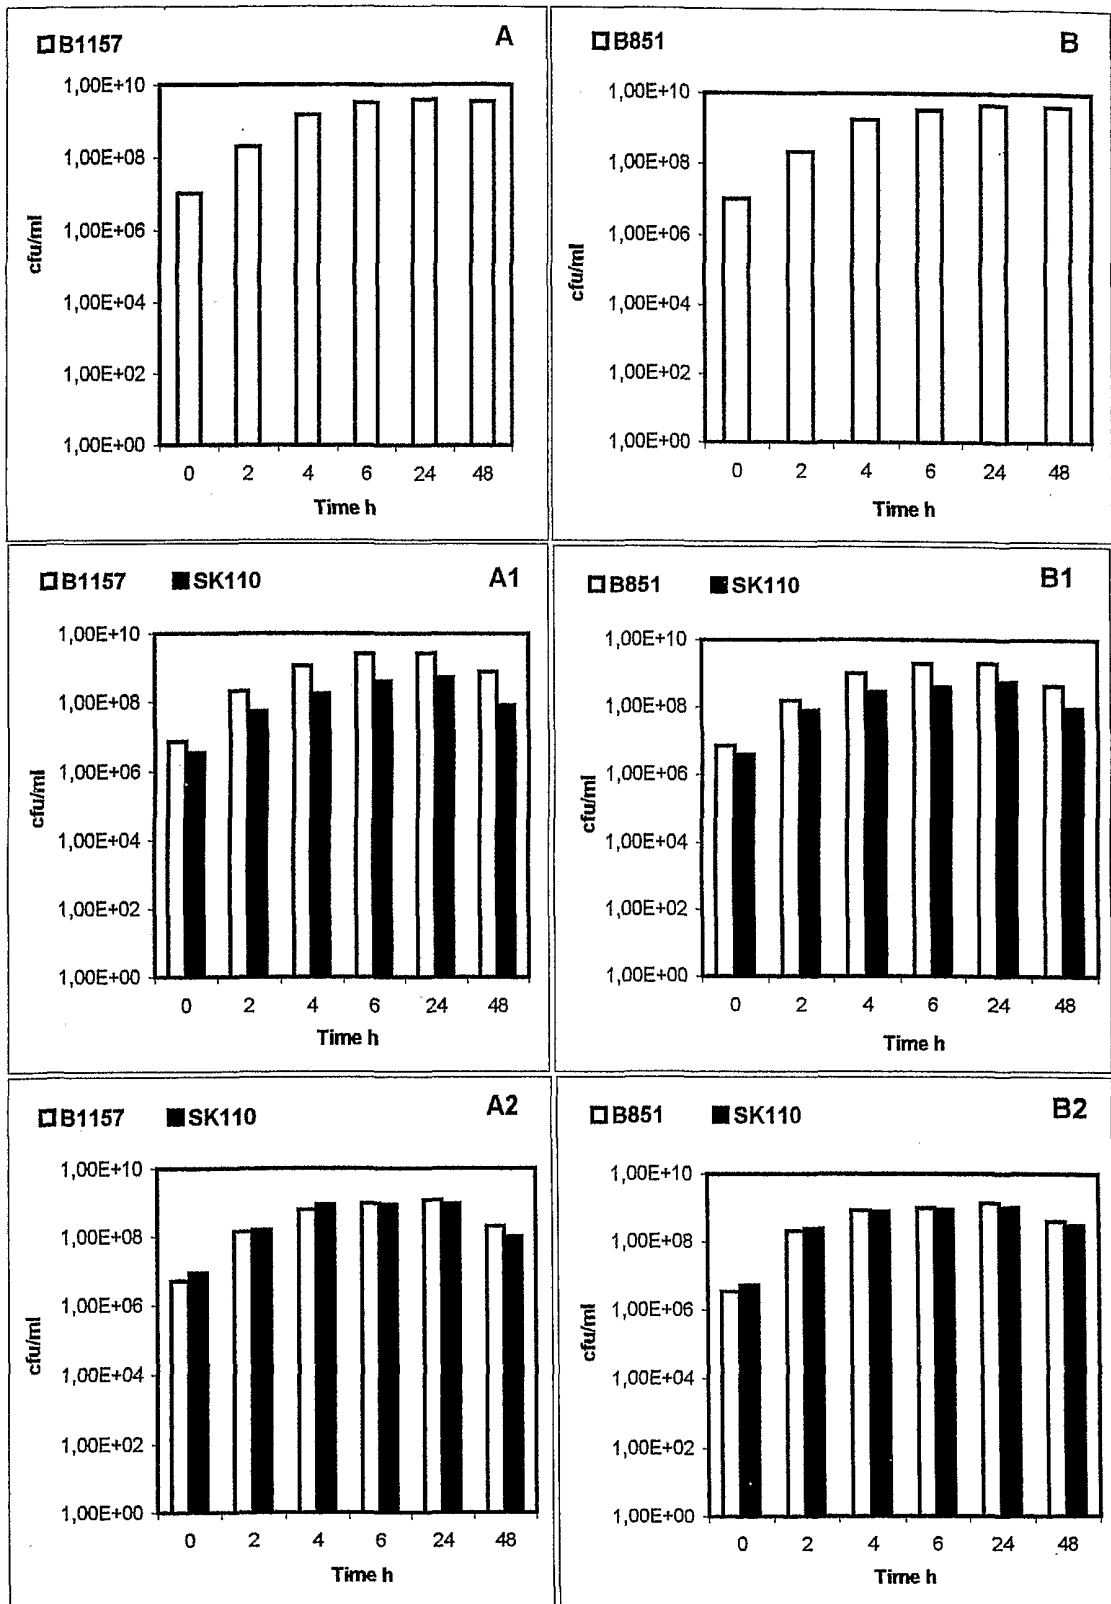 B1157 A
1,00E+10
1,00E+08
1,00E+06
1,00E+04
1,00E+02
1,00E+00
cfu/ml
0 2 4 6 24 48
Time h
B851 B
1,00E+10
1,00E+08
1,00E+06
1,00E+04
1,00E+02
1,00E+00
cfu/ml
0 2 4 6 24 48
Time h
B1157 SK110 A1
1,00E+10
1,00E+08
1,00E+06
1,00E+04
1,00E+02
1,00E+00
cfu/ml
0 2 4 6 24 48
Time h
B851 SK110 B1
1,00E+10
1,00E+08
1,00E+06
1,00E+04
1,00E+02
1,00E+00
cfu/ml
0 2 4 6 24 48
Time h
B1157 SK110 A2
1,00E+10
1,00E+08
1,00E+06
1,00E+04
1,00E+02
1,00E+00
cfu/ml
0 2 4 6 24 48
Time h
B851 SK110 B2
1,00E+10
1,00E+08
1,00E+06
1,00E+04
1,00E+02
1,00E+00
cfu/ml
0 2 4 6 24 48
Time h